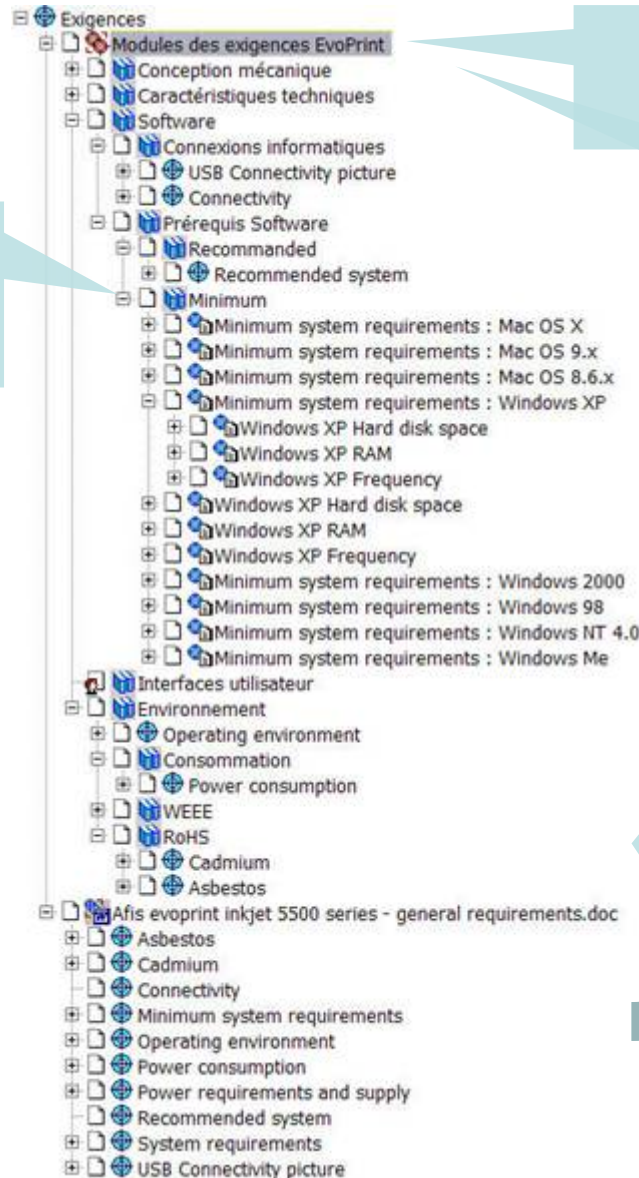 Exigences
Modules des exigences EvoPrint
Conception mécanique
Caractéristiques techniques
Software
Connexions informatiques
USB Connectivity picture
Connectivity
Prérequis Software
Recommanded
Recommended system
Minimum
Minimum system requirements : Mac OS X
Minimum system requirements : Mac OS 9.x
Minimum system requirements : Mac OS 8.6.x
Minimum system requirements : Windows XP
Windows XP Hard disk space
Windows XP RAM
Windows XP Frequency
Windows XP Hard disk space
Windows XP RAM
Windows XP Frequency
Minimum system requirements : Windows 2000
Minimum system requirements : Windows 98
Minimum system requirements : Windows NT 4.0
Minimum system requirements : Windows Me
Interfaces utilisateur
Environnement
Operating environment
Consommation
Power consumption
WEEE
RoHS
Cadmium
Asbestos
Afis evoprint inkjet 5500 series - general requirements.doc
Asbestos
Cadmium
Connectivity
Minimum system requirements
Operating environment
Power consumption
Power requirements and supply
Recommended system
System requirements
USB Connectivity picture